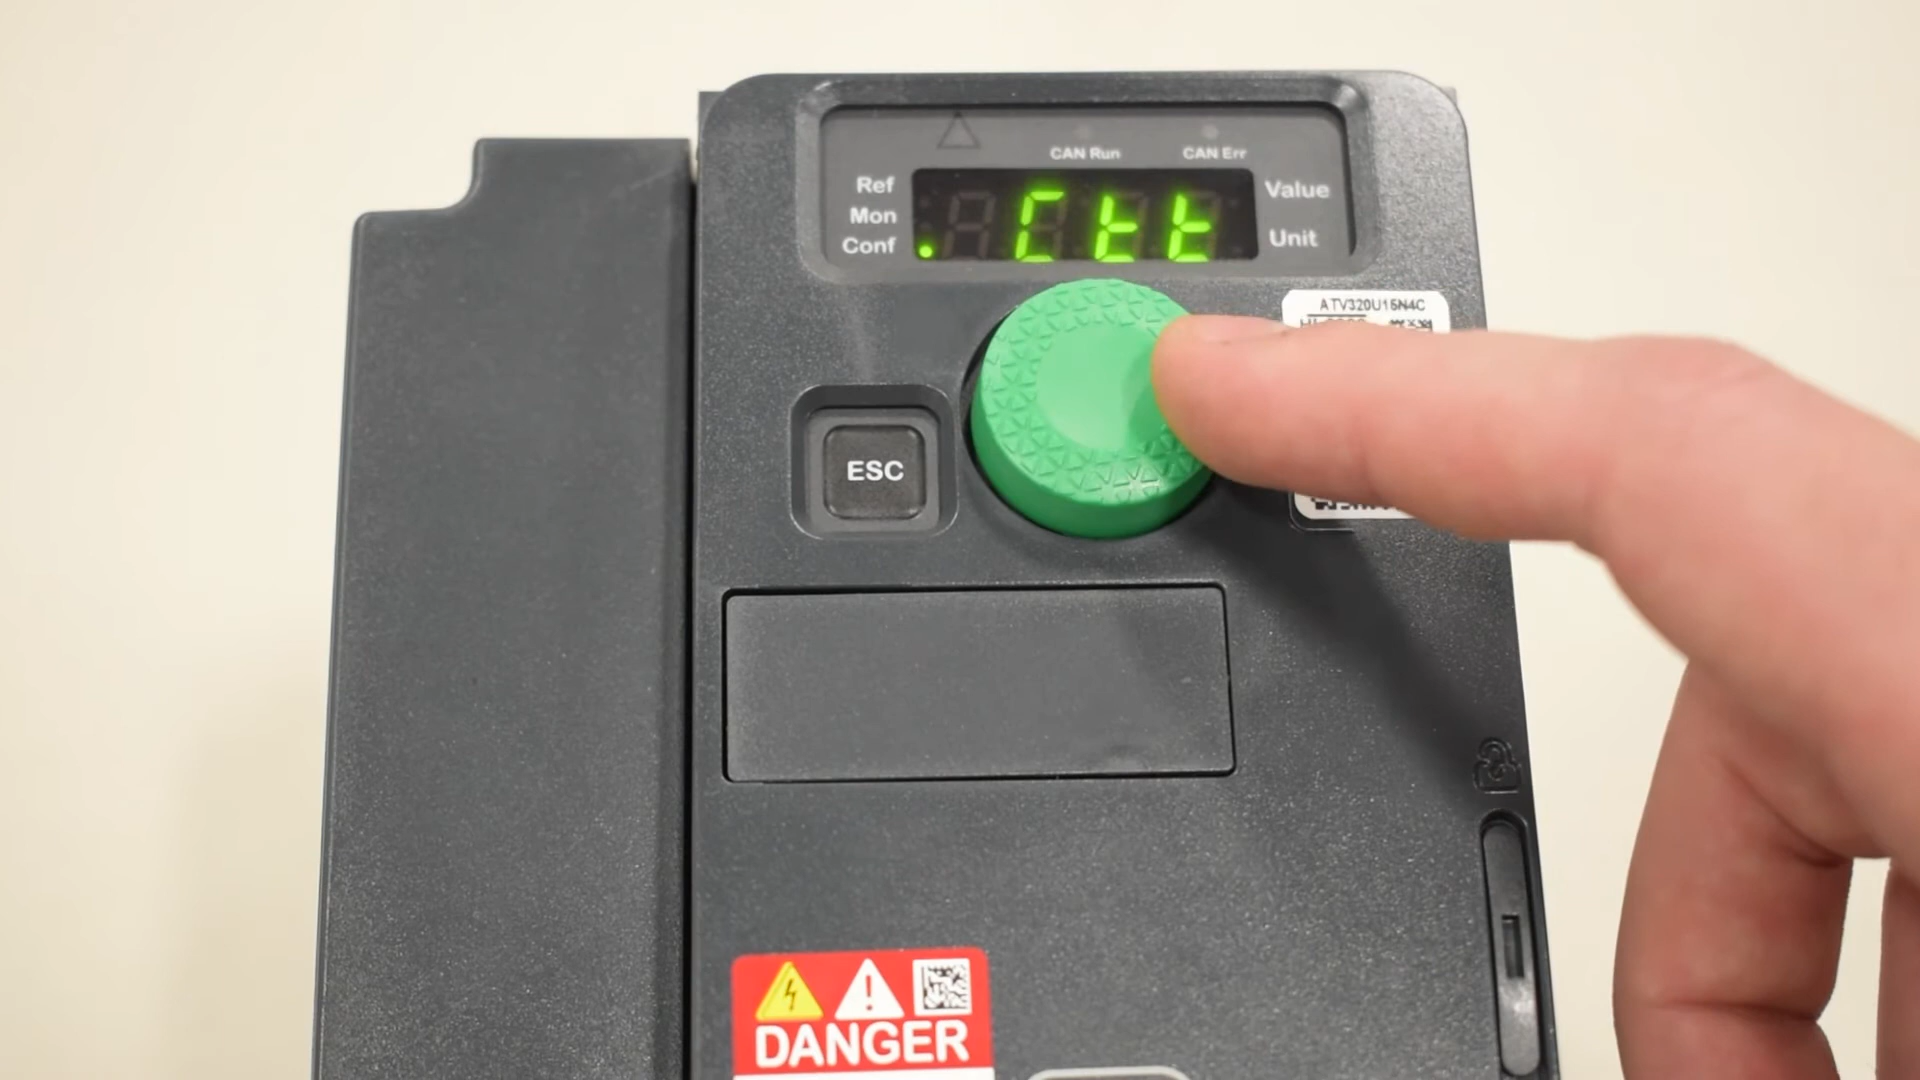 CAN Run CAN Err
Ref
Mon
Conf
Ctt
Value
Unit
ATV320U15N4C
ESC
DANGER